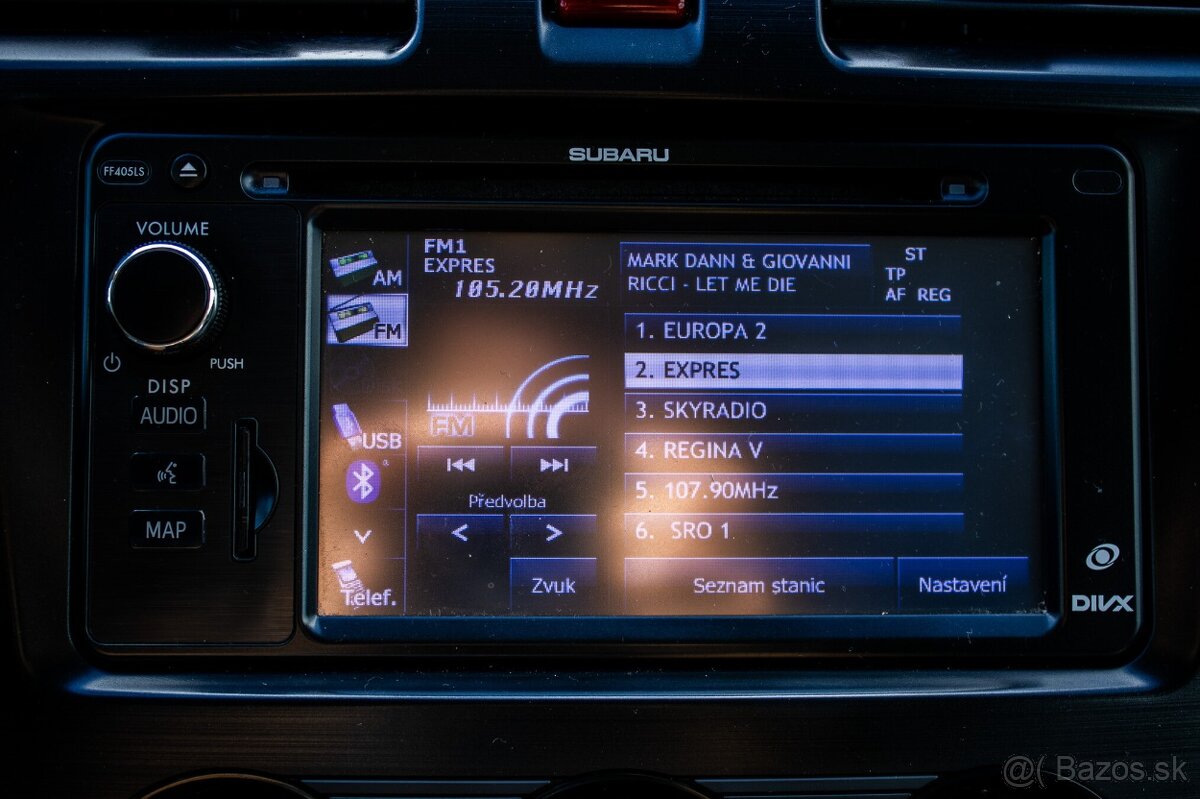 SUBARU
FF405LS
VOLUME
PUSH
DISP
AUDIO
MAP
AM
FM
USB
Telef.
FM1
EXPRES
105.20MHz
FM
Předvolba
<
>
Zvuk
MARK DANN & GIOVANNI
RICCI - LET ME DIE
ST
TP
AF REG
1. EUROPA 2
2. EXPRES
3. SKYRADIO
4. REGINA V
5. 107.90MHz
6. SRO 1
Seznam stanic
Nastavení
DIVX
@( Bazos.sk